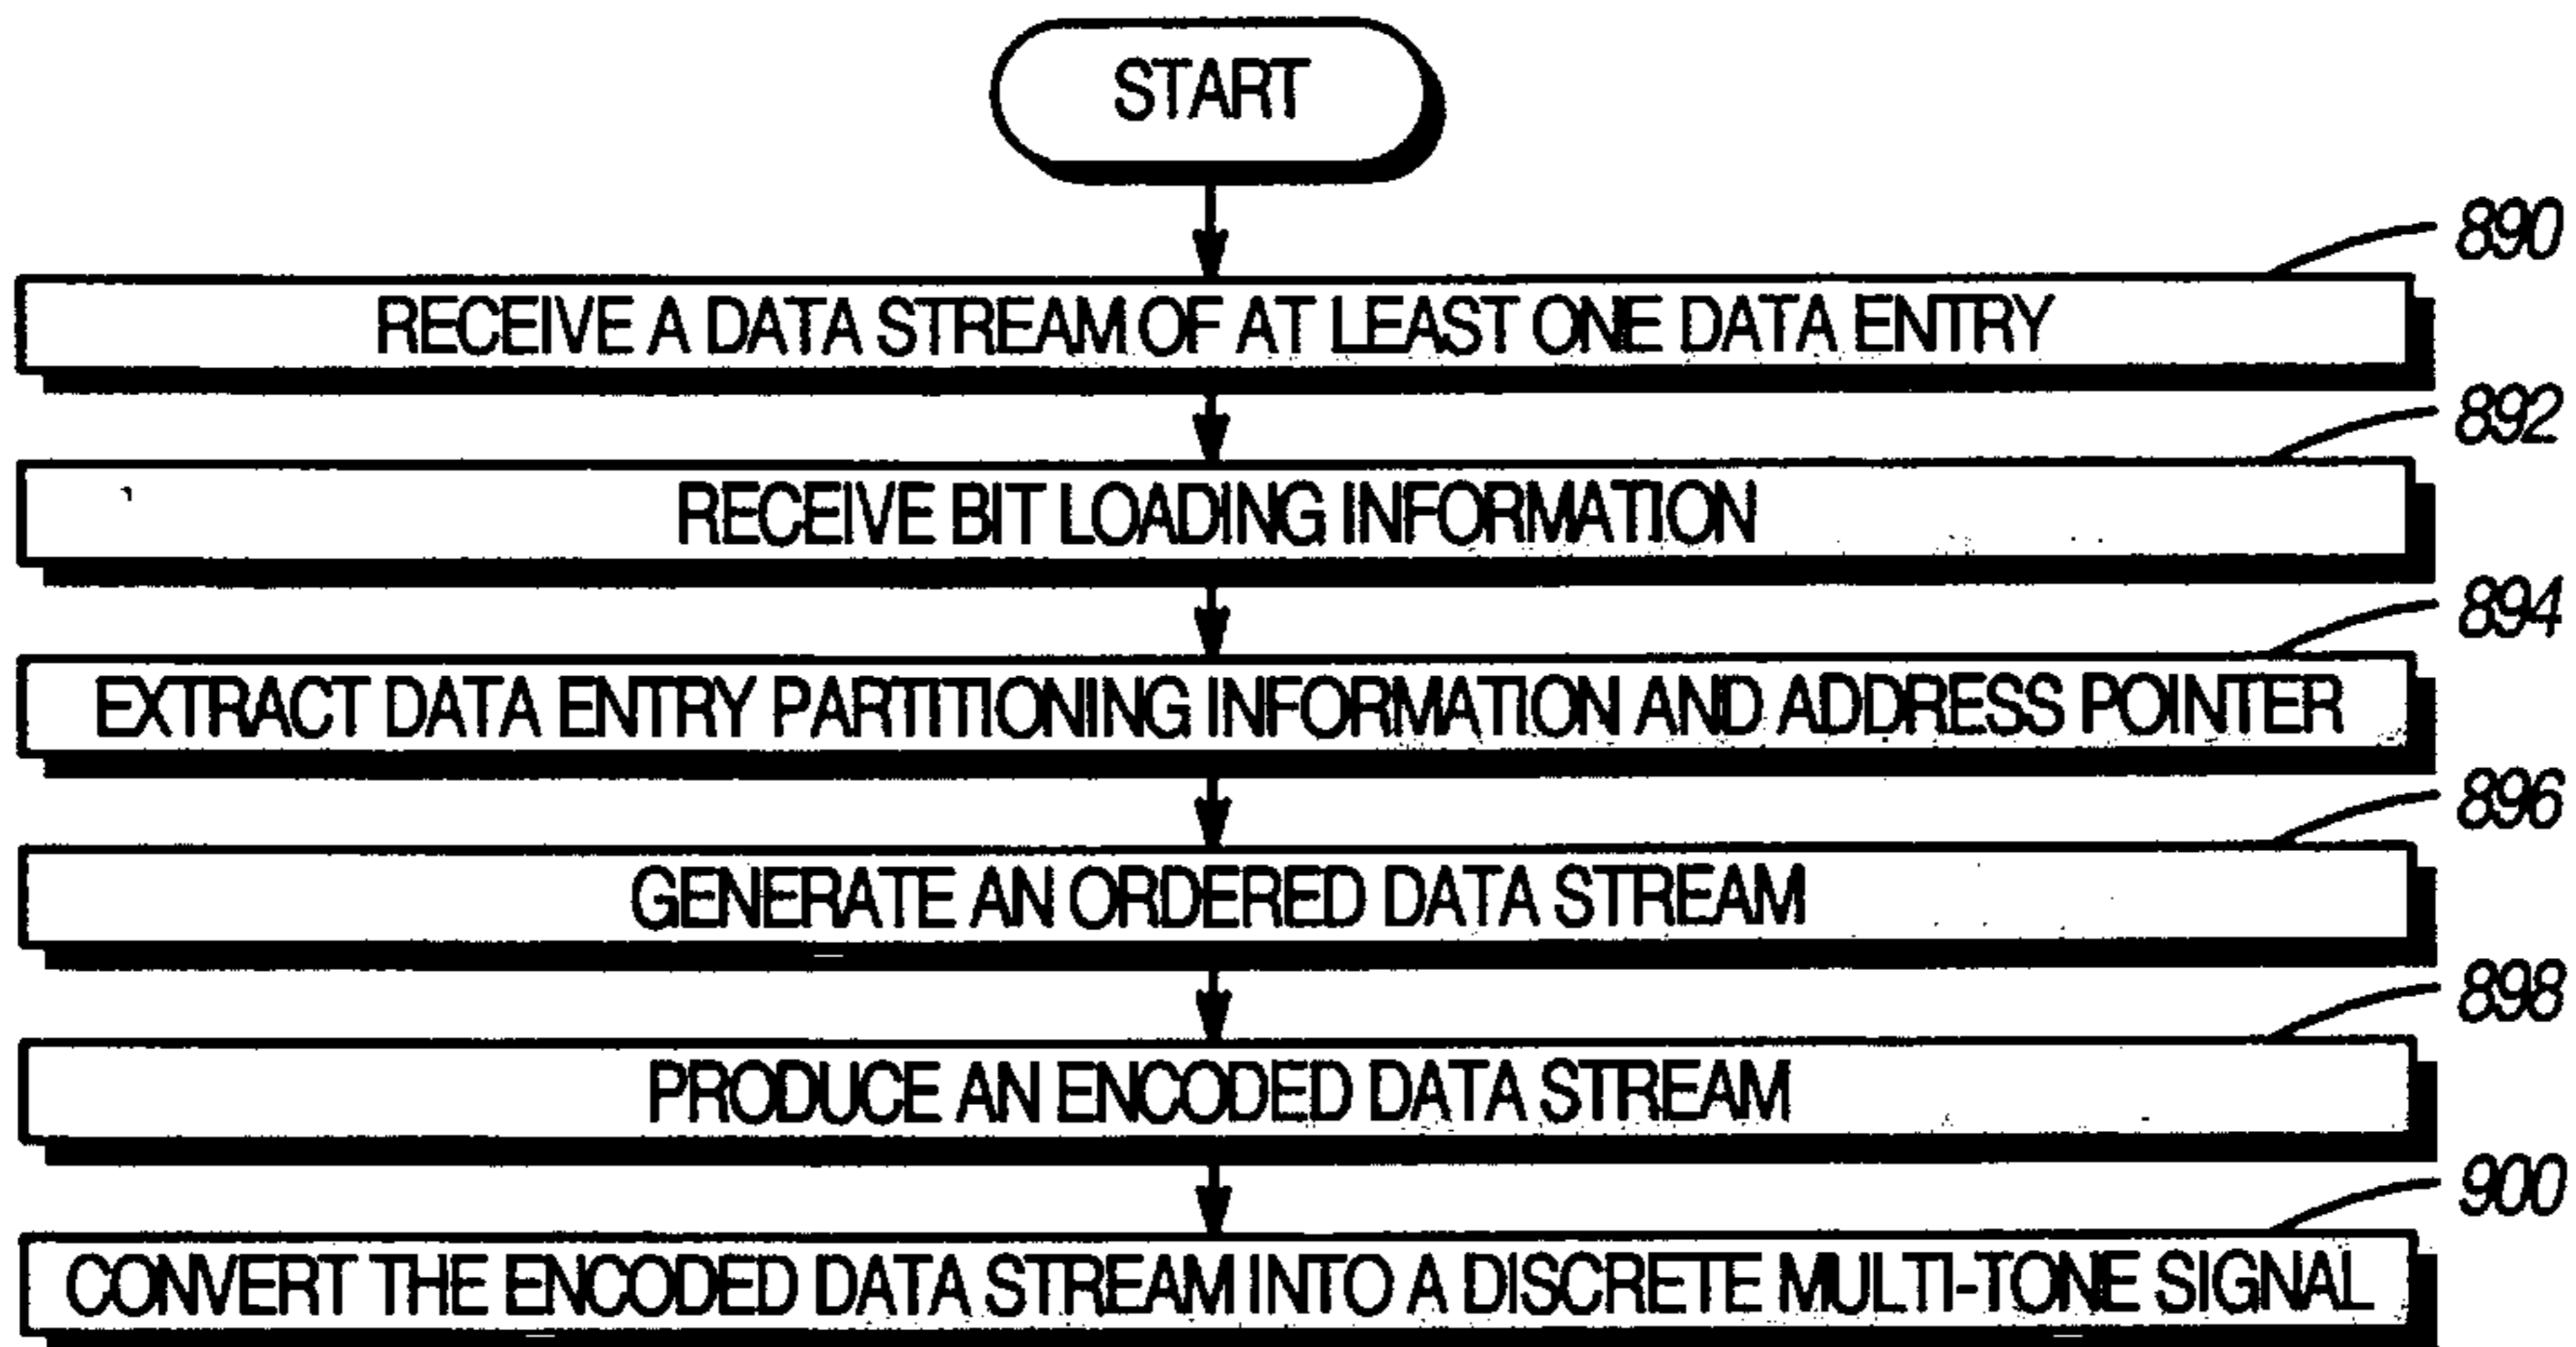 START
890
RECEIVE A DATA STREAM OF AT LEAST ONE DATA ENTRY
892
RECEIVE BIT LOADING INFORMATION
894
EXTRACT DATA ENTRY PARTITIONING INFORMATION AND ADDRESS POINTER
896
GENERATE AN ORDERED DATA STREAM
898
PRODUCE AN ENCODED DATA STREAM
900
CONVERT THE ENCODED DATA STREAM INTO A DISCRETE MULTI-TONE SIGNAL